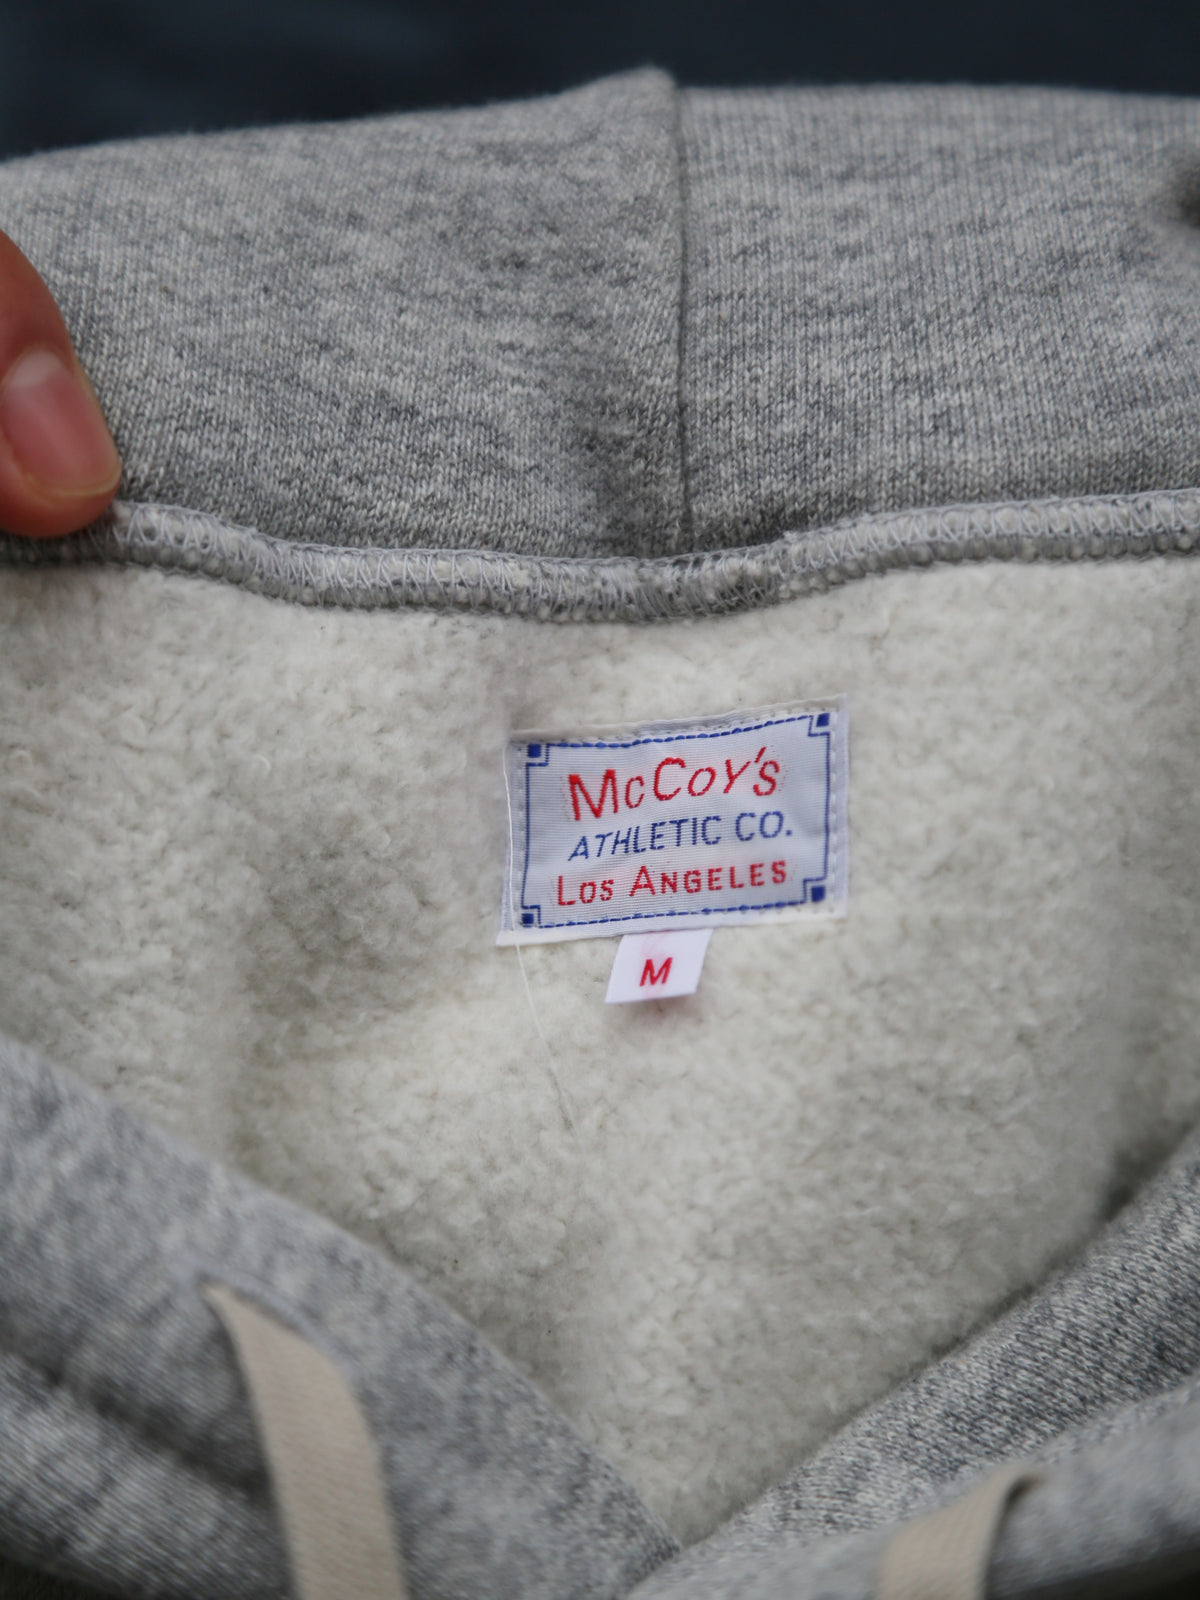 McCoy's
ATHLETIC CO.
Los Angeles
M